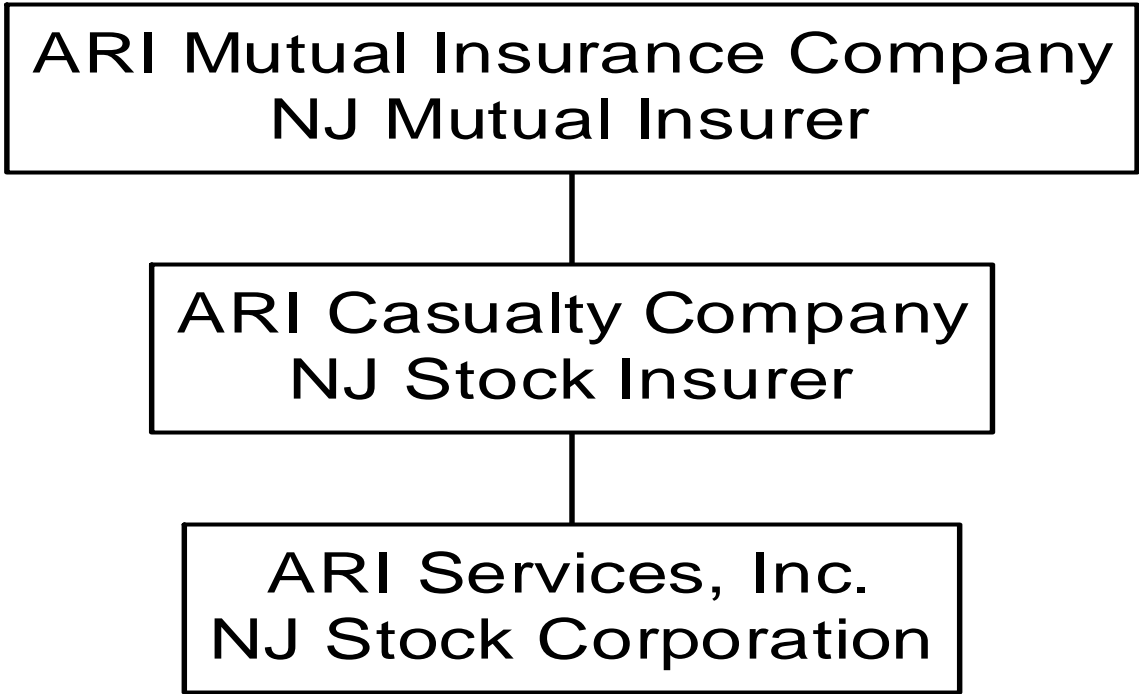 ARI Mutual Insurance Company
NJ Mutual Insurer
ARI Casualty Company
NJ Stock Insurer
ARI Services, Inc.
NJ Stock Corporation